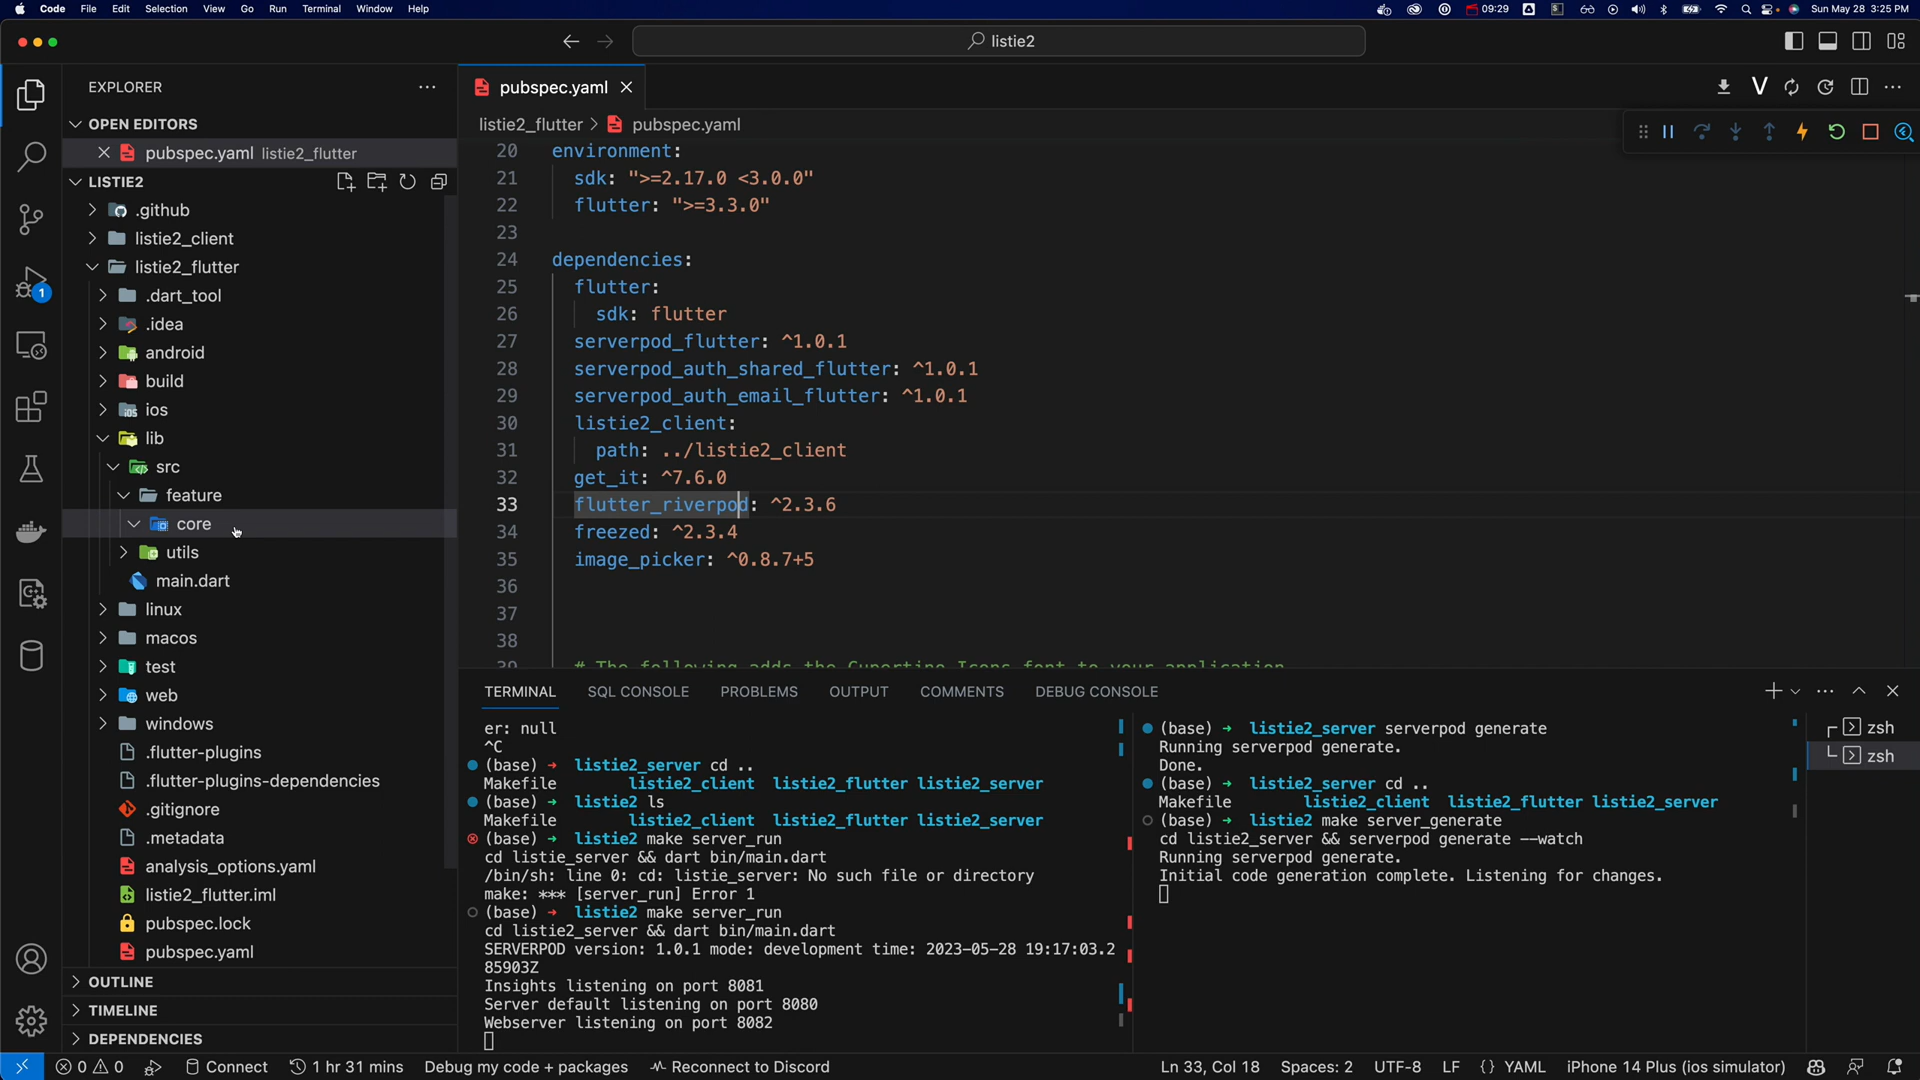 Code File Edit Selection View Go Run Terminal Window Help 09:29 Sun May 28 3:25 PM
listie2
EXPLORER
OPEN EDITORS
pubspec.yaml listie2_flutter
LISTIE2
.github
listie2_client
listie2_flutter
.dart_tool
.idea
android
build
ios
lib
src
feature
core
utils
main.dart
linux
macos
test
web
windows
.flutter-plugins
.flutter-plugins-dependencies
.gitignore
.metadata
analysis_options.yaml
listie2_flutter.iml
pubspec.lock
pubspec.yaml
OUTLINE
TIMELINE
DEPENDENCIES
pubspec.yaml
listie2_flutter > pubspec.yaml
20 environment:
21 sdk: ">=2.17.0 <3.0.0"
22 flutter: ">=3.3.0"
23
24 dependencies:
25 flutter:
26 sdk: flutter
27 serverpod_flutter: ^1.0.1
28 serverpod_auth_shared_flutter: ^1.0.1
29 serverpod_auth_email_flutter: ^1.0.1
30 listie2_client:
31 path: ../listie2_client
32 get_it: ^7.6.0
33 flutter_riverpod: ^2.3.6
34 freezed: ^2.3.4
35 image_picker: ^0.8.7+5
36
37
38
39 # The following adds the Cupertino Icons font to your application
TERMINAL SQL CONSOLE PROBLEMS OUTPUT COMMENTS DEBUG CONSOLE
er: null
^C
(base) → listie2_server cd ..
Makefile listie2_client listie2_flutter listie2_server
(base) → listie2 ls
Makefile listie2_client listie2_flutter listie2_server
(base) → listie2 make server_run
cd listie_server && dart bin/main.dart
/bin/sh: line 0: cd: listie_server: No such file or directory
make: *** [server_run] Error 1
(base) → listie2 make server_run
cd listie2_server && dart bin/main.dart
SERVERPOD version: 1.0.1 mode: development time: 2023-05-28 19:17:03.2
85903Z
Insights listening on port 8081
Server default listening on port 8080
Webserver listening on port 8082
(base) → listie2_server serverpod generate
Running serverpod generate.
Done.
(base) → listie2_server cd ..
Makefile listie2_client listie2_flutter listie2_server
(base) → listie2 make server_generate
cd listie2_server && serverpod generate --watch
Running serverpod generate.
Initial code generation complete. Listening for changes.
zsh
zsh
0 0 Connect 1 hr 31 mins Debug my code + packages Reconnect to Discord Ln 33, Col 18 Spaces: 2 UTF-8 LF {} YAML iPhone 14 Plus (ios simulator)
1
V